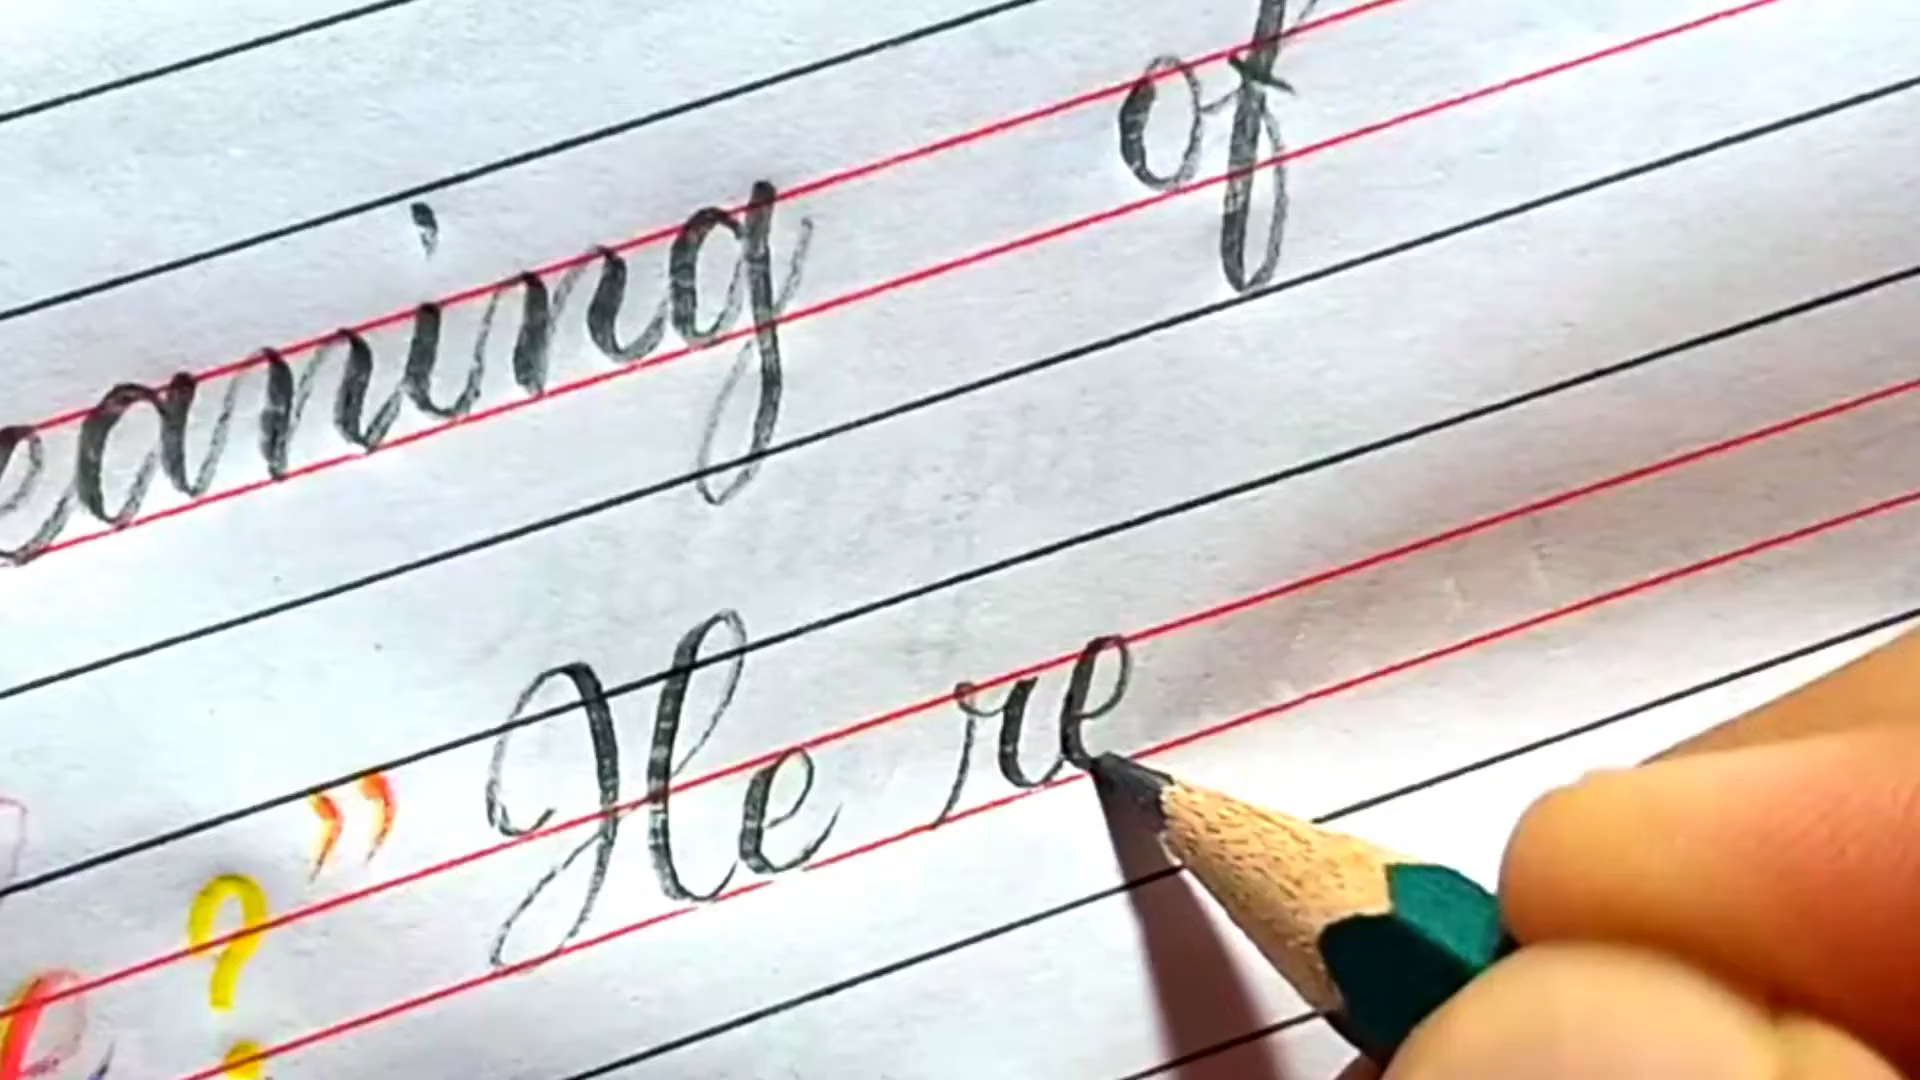 eaning of
?” He re